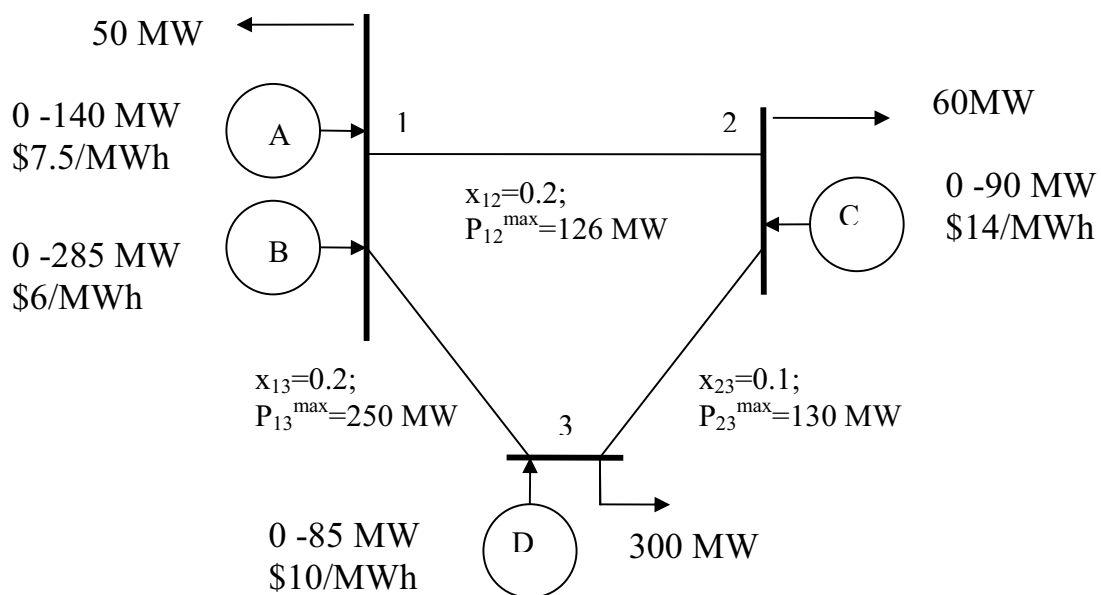 50 MW
0 -140 MW
$7.5/MWh
A
1
2
60MW
x12=0.2;
P12max=126 MW
C
0 -90 MW
$14/MWh
B
0 -285 MW
$6/MWh
x13=0.2;
P13max=250 MW
x23=0.1;
P23max=130 MW
3
0 -85 MW
$10/MWh
D
300 MW